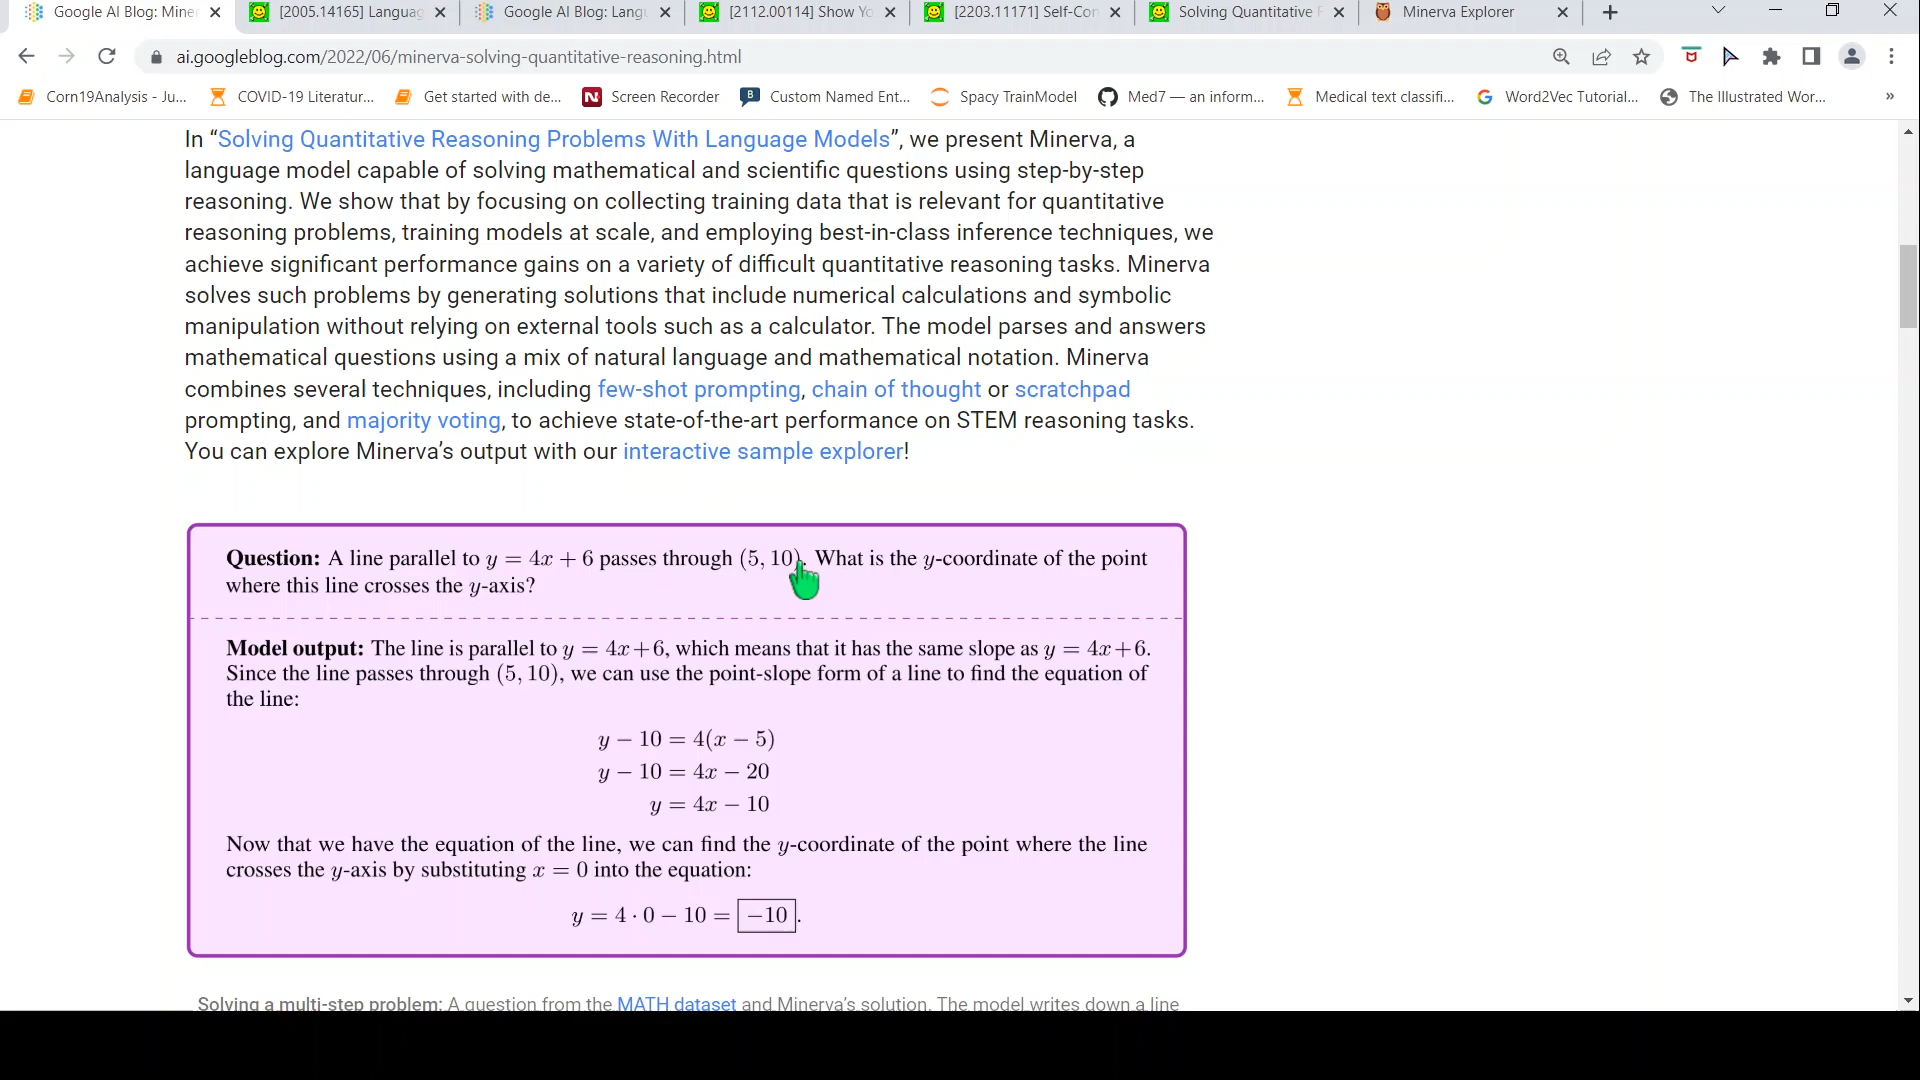 Google AI Blog: Miner
[2005.14165] Languag
Google AI Blog: Langu
[2112.00114] Show Yo
[2203.11171] Self-Con
Solving Quantitative R
Minerva Explorer
ai.googleblog.com/2022/06/minerva-solving-quantitative-reasoning.html
Corn19Analysis - Ju...
COVID-19 Literatur...
Get started with de...
Screen Recorder
Custom Named Ent...
Spacy TrainModel
Med7 — an inform...
Medical text classifi...
Word2Vec Tutorial...
The Illustrated Wor...
»
In “Solving Quantitative Reasoning Problems With Language Models”, we present Minerva, a
language model capable of solving mathematical and scientific questions using step-by-step
reasoning. We show that by focusing on collecting training data that is relevant for quantitative
reasoning problems, training models at scale, and employing best-in-class inference techniques, we
achieve significant performance gains on a variety of difficult quantitative reasoning tasks. Minerva
solves such problems by generating solutions that include numerical calculations and symbolic
manipulation without relying on external tools such as a calculator. The model parses and answers
mathematical questions using a mix of natural language and mathematical notation. Minerva
combines several techniques, including few-shot prompting, chain of thought or scratchpad
prompting, and majority voting, to achieve state-of-the-art performance on STEM reasoning tasks.
You can explore Minerva’s output with our interactive sample explorer!
Question: A line parallel to y = 4x + 6 passes through (5, 10). What is the y-coordinate of the point
where this line crosses the y-axis?
Model output: The line is parallel to y = 4x+6, which means that it has the same slope as y = 4x+6.
Since the line passes through (5, 10), we can use the point-slope form of a line to find the equation of
the line:
y − 10 = 4(x − 5)
y − 10 = 4x − 20
y = 4x − 10
Now that we have the equation of the line, we can find the y-coordinate of the point where the line
crosses the y-axis by substituting x = 0 into the equation:
y = 4 · 0 − 10 = −10.
Solving a multi-step problem: A question from the MATH dataset and Minerva’s solution. The model writes down a line